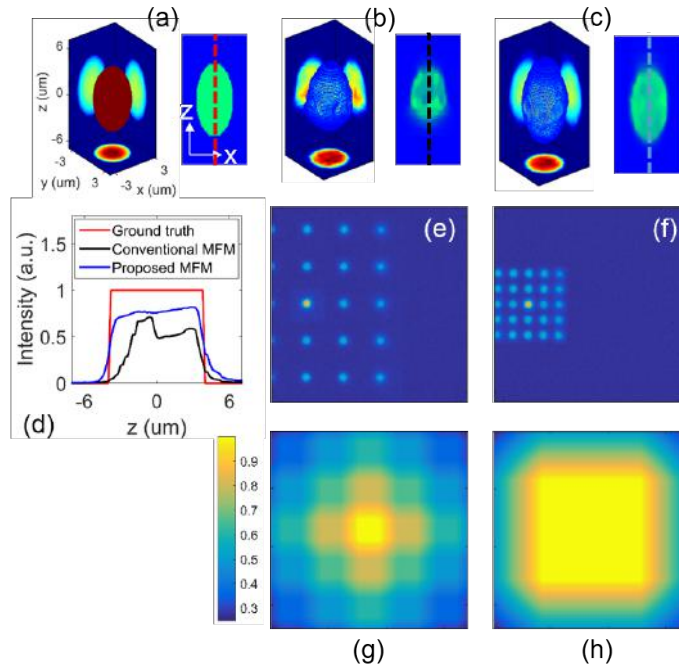 (a)
(b)
(c)
6
0
-6
z (um)
-3
3
y (um)
-3
3
x (um)
Z
X
Ground truth
Conventional MFM
Proposed MFM
1.5
1
0.5
0
Intensity (a.u.)
-6
0
6
z (um)
(d)
(e)
(f)
0.9
0.8
0.7
0.6
0.5
0.4
0.3
(g)
(h)